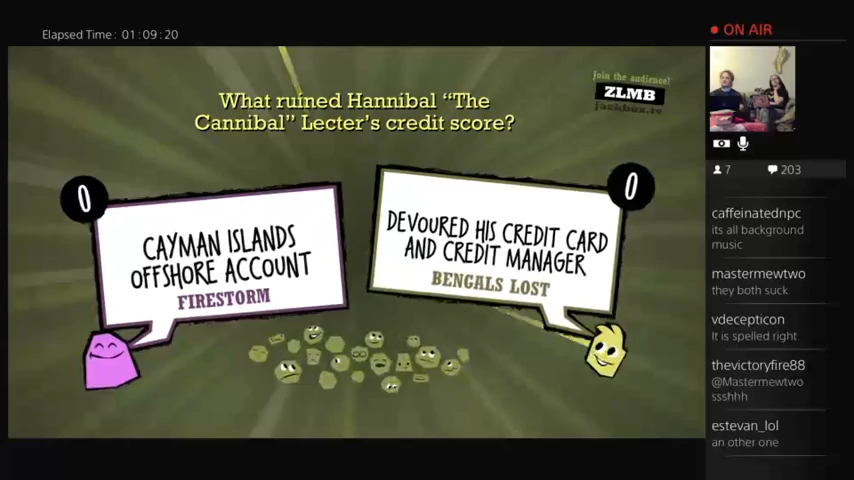 Elapsed Time : 01:09:20
ON AIR
What ruined Hannibal “The
Cannibal” Lecter’s credit score?
Join the audience!
ZLMB
jackbox.tv
0
CAYMAN ISLANDS
OFFSHORE ACCOUNT
FIRESTORM
0
DEVOURED HIS CREDIT CARD
AND CREDIT MANAGER
BENGALS LOST
7
203
caffeinatednpc
its all background
music
mastermewtwo
they both suck
vdecepticon
It is spelled right
thevictoryfire88
@Mastermewtwo
sssshhh
estevan_lol
an other one